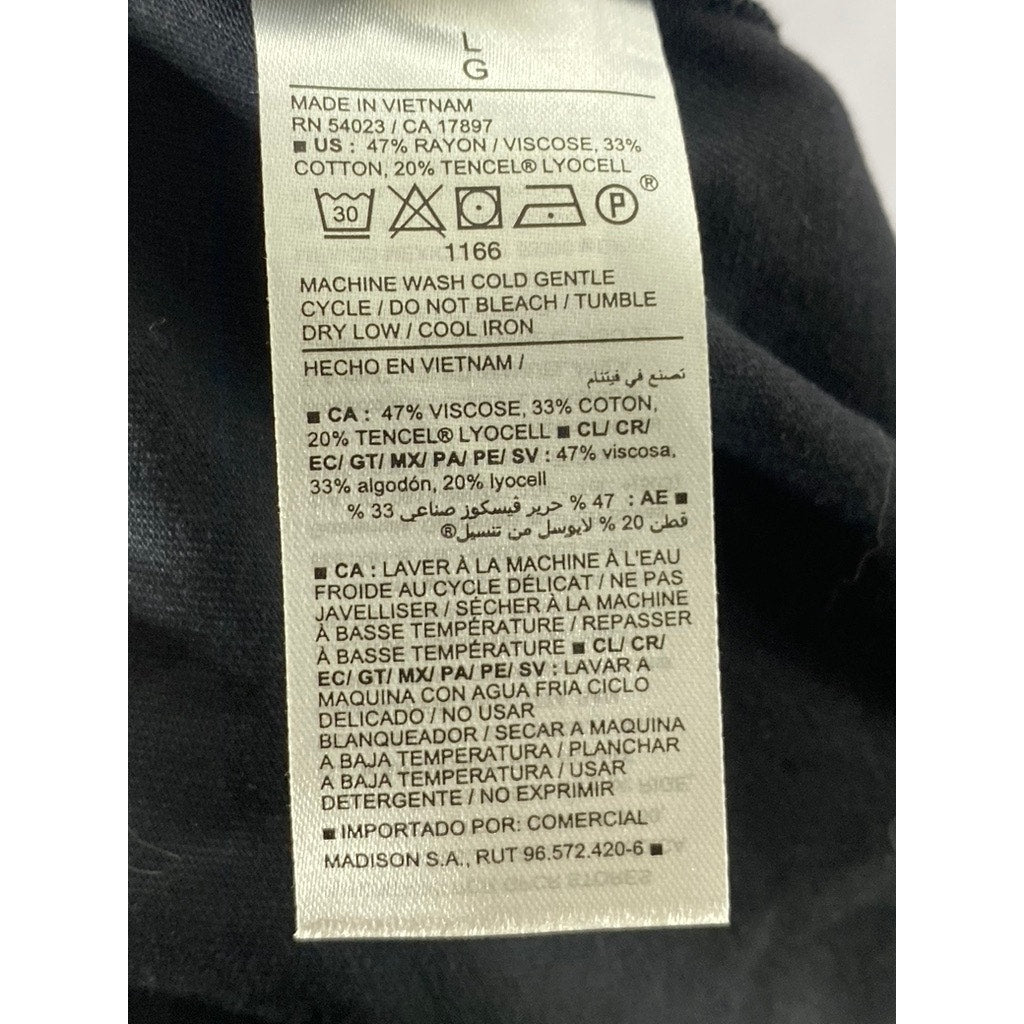 L
G
MADE IN VIETNAM
RN 54023 / CA 17897
■ US : 47% RAYON / VISCOSE, 33%
COTTON, 20% TENCEL® LYOCELL
30 P ®
1166
MACHINE WASH COLD GENTLE
CYCLE / DO NOT BLEACH / TUMBLE
DRY LOW / COOL IRON
HECHO EN VIETNAM /
تصنع في فيتنام
■ CA : 47% VISCOSE, 33% COTON,
20% TENCEL® LYOCELL ■ CL/ CR/
EC/ GT/ MX/ PA/ PE/ SV : 47% viscosa,
33% algodón, 20% lyocell
■ AE : 47 % حرير ڤيسكوز صناعي 33 %
قطن 20 % لايوسل من تنسيل®
■ CA : LAVER À LA MACHINE À L'EAU
FROIDE AU CYCLE DÉLICAT / NE PAS
JAVELLISER / SÉCHER À LA MACHINE
À BASSE TEMPÉRATURE / REPASSER
À BASSE TEMPÉRATURE ■ CL/ CR/
EC/ GT/ MX/ PA/ PE/ SV : LAVAR A
MAQUINA CON AGUA FRIA CICLO
DELICADO / NO USAR
BLANQUEADOR / SECAR A MAQUINA
A BAJA TEMPERATURA / PLANCHAR
A BAJA TEMPERATURA / USAR
DETERGENTE / NO EXPRIMIR
■ IMPORTADO POR: COMERCIAL
MADISON S.A., RUT 96.572.420-6 ■